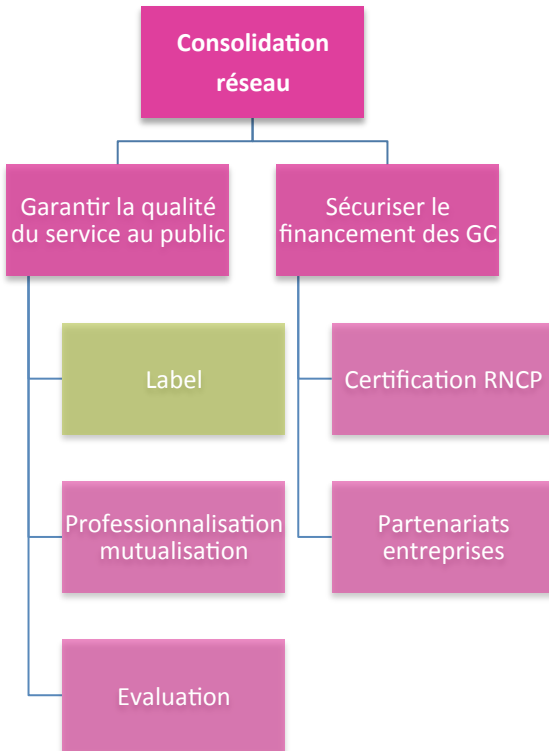 Consolidation
réseau
Garantir la qualité
du service au public
Sécuriser le
financement des GC
Label
Certification RNCP
Professionnalisation
mutualisation
Partenariats
entreprises
Evaluation